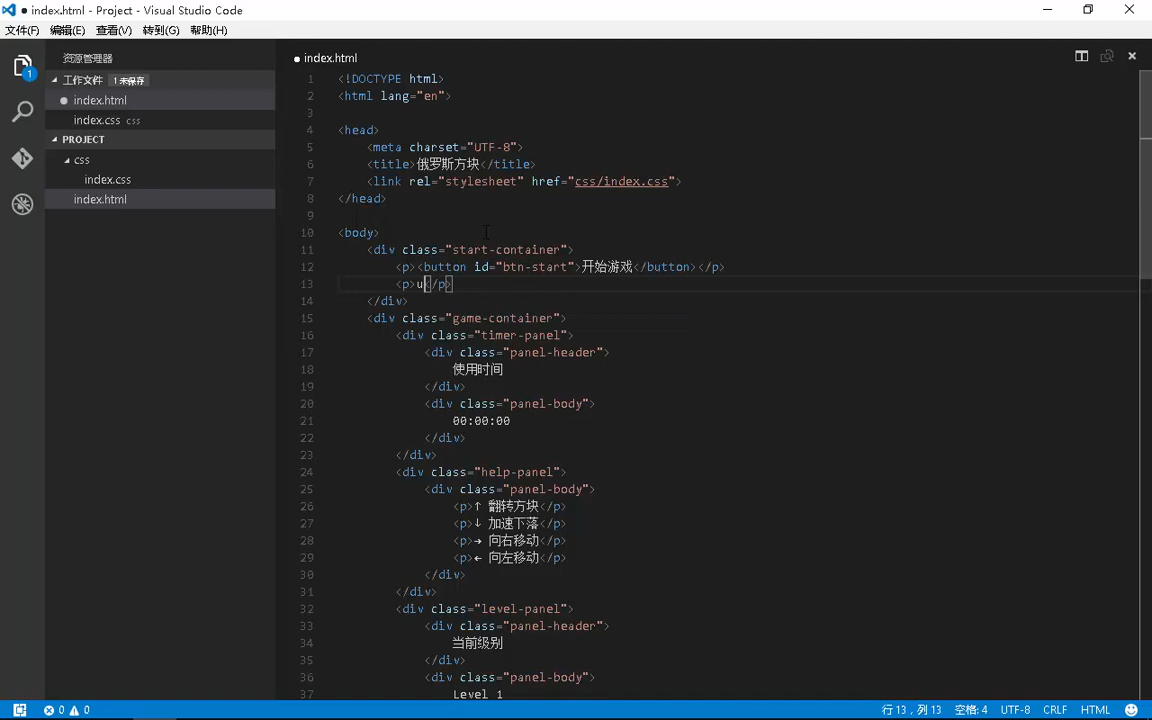 index.html - Project - Visual Studio Code
文件(F) 编辑(E) 查看(V) 转到(G) 帮助(H)
资源管理器
工作文件 1 未保存
index.html
index.css css
PROJECT
css
index.css
index.html
1
index.html
1 <!DOCTYPE html>
2 <html lang="en">
3
4 <head>
5 <meta charset="UTF-8">
6 <title>俄罗斯方块</title>
7 <link rel="stylesheet" href="css/index.css">
8 </head>
9
10 <body>
11 <div class="start-container">
12 <p><button id="btn-start">开始游戏</button></p>
13 <p>u</p>
14 </div>
15 <div class="game-container">
16 <div class="timer-panel">
17 <div class="panel-header">
18 使用时间
19 </div>
20 <div class="panel-body">
21 00:00:00
22 </div>
23 </div>
24 <div class="help-panel">
25 <div class="panel-body">
26 <p>↑ 翻转方块</p>
27 <p>↓ 加速下落</p>
28 <p>→ 向右移动</p>
29 <p>← 向左移动</p>
30 </div>
31 </div>
32 <div class="level-panel">
33 <div class="panel-header">
34 当前级别
35 </div>
36 <div class="panel-body">
37 Level 1
0 0 行 13，列 13 空格: 4 UTF-8 CRLF HTML